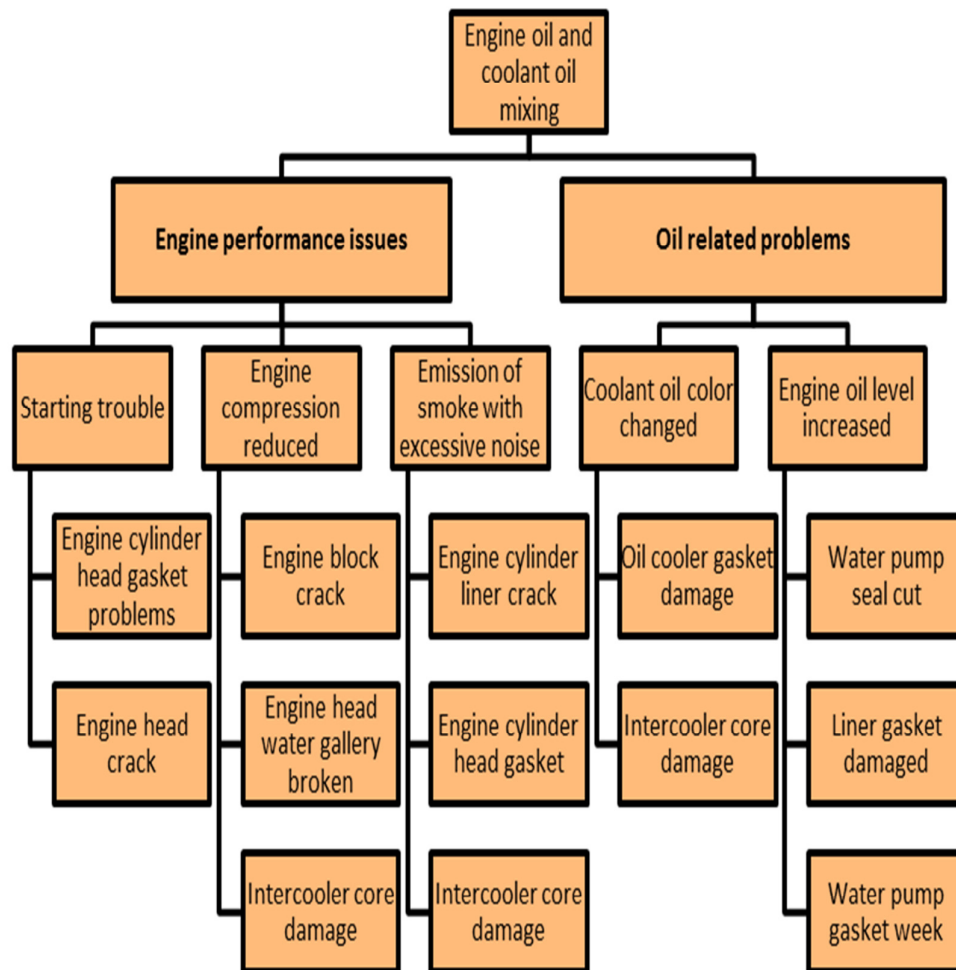 Engine oil and
coolant oil
mixing
Engine performance issues
Oil related problems
Starting trouble
Engine
compression
reduced
Emission of
smoke with
excessive noise
Coolant oil color
changed
Engine oil level
increased
Engine cylinder
head gasket
problems
Engine block
crack
Engine cylinder
liner crack
Oil cooler gasket
damage
Water pump
seal cut
Engine head
crack
Engine head
water gallery
broken
Engine cylinder
head gasket
Intercooler core
damage
Liner gasket
damaged
Intercooler core
damage
Intercooler core
damage
Water pump
gasket week